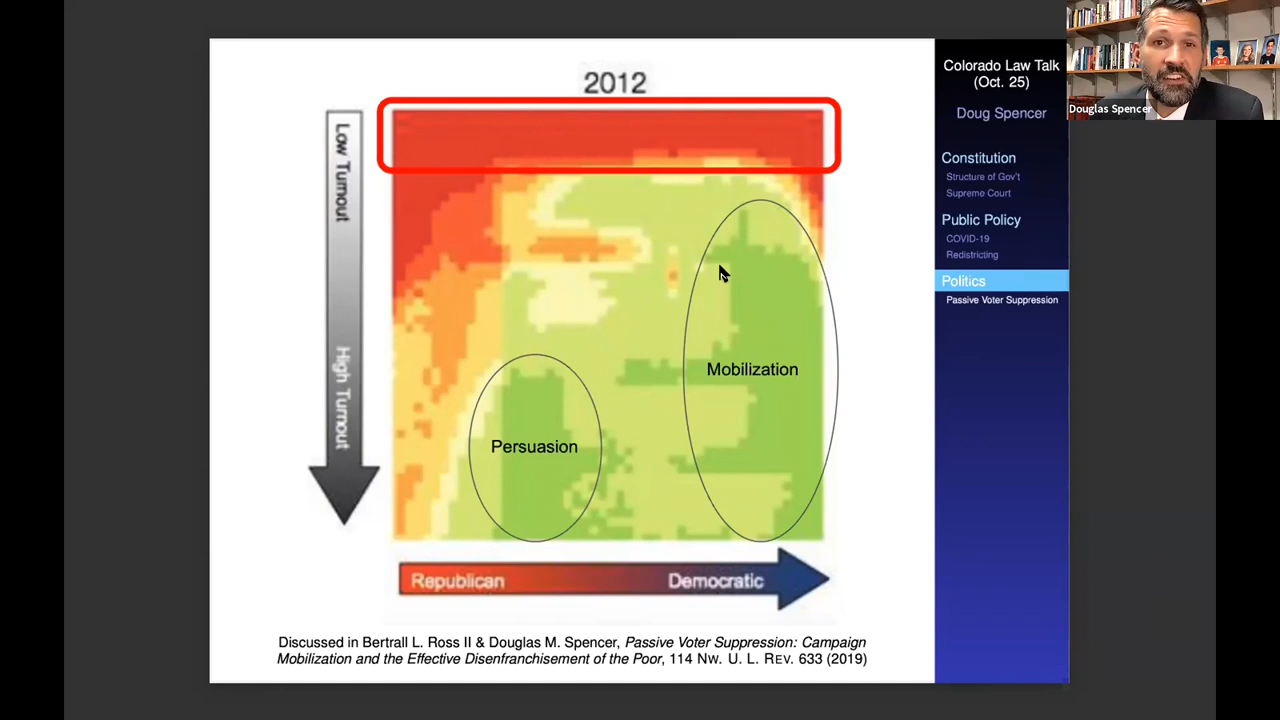 2012
Low Turnout
High Turnout
Persuasion
Mobilization
Republican
Democratic
Discussed in Bertrall L. Ross II & Douglas M. Spencer, Passive Voter Suppression: Campaign
Mobilization and the Effective Disenfranchisement of the Poor, 114 NW. U. L. REV. 633 (2019)
Colorado Law Talk
(Oct. 25)
Doug Spencer
Constitution
Structure of Gov't
Supreme Court
Public Policy
COVID-19
Redistricting
Politics
Passive Voter Suppression
Douglas Spencer